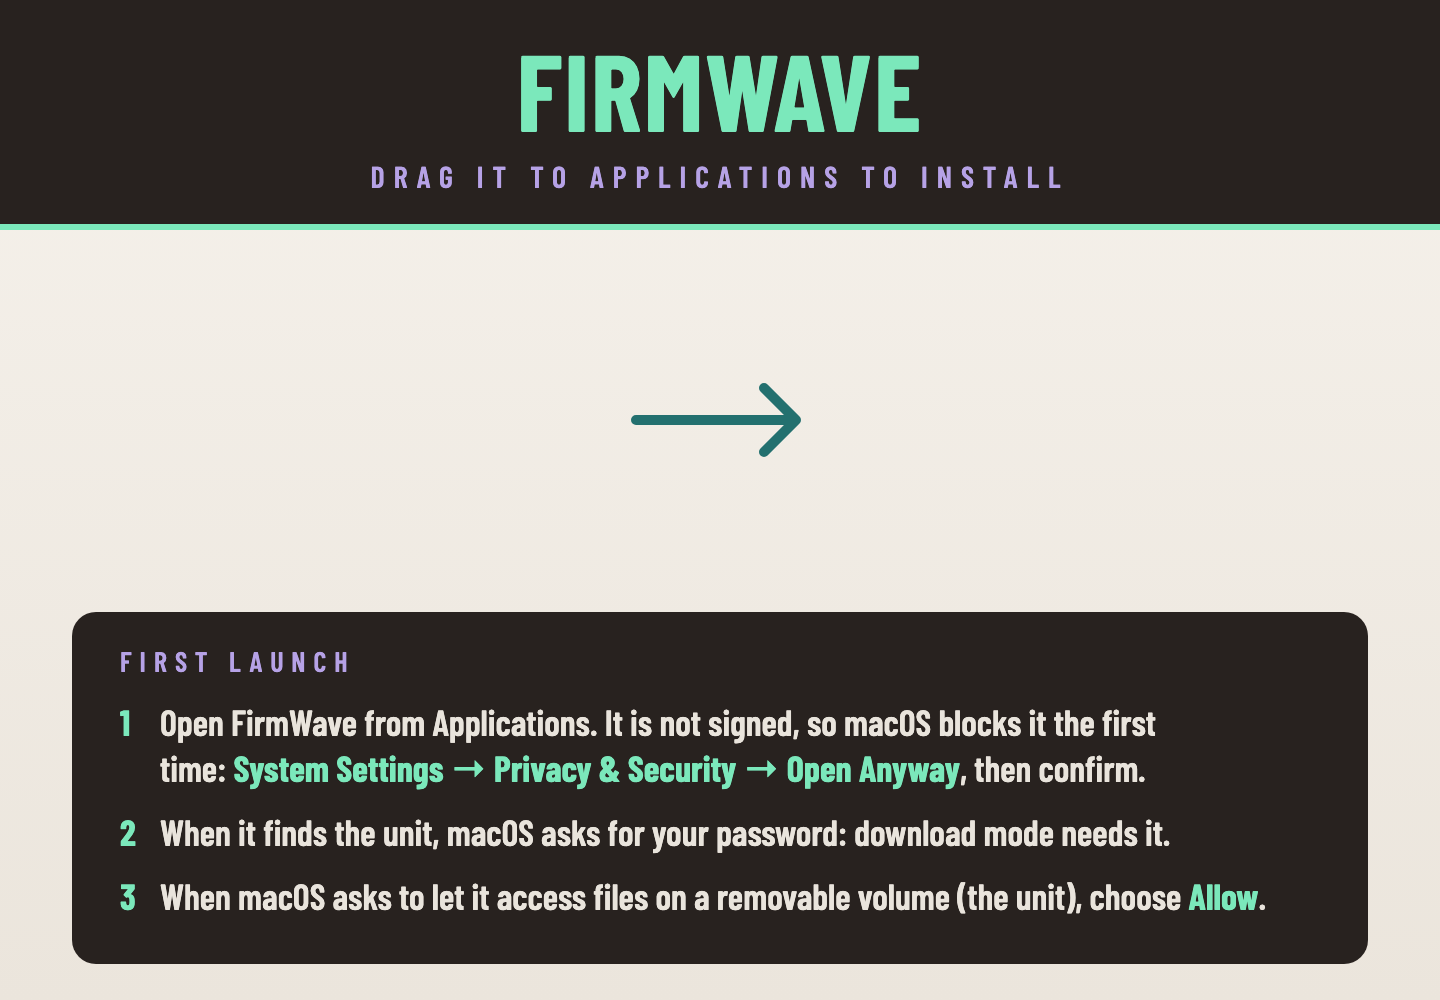 FIRMWAVE
DRAG IT TO APPLICATIONS TO INSTALL
FIRST LAUNCH
1 Open FirmWave from Applications. It is not signed, so macOS blocks it the first
time: System Settings → Privacy & Security → Open Anyway, then confirm.
2 When it finds the unit, macOS asks for your password: download mode needs it.
3 When macOS asks to let it access files on a removable volume (the unit), choose Allow.